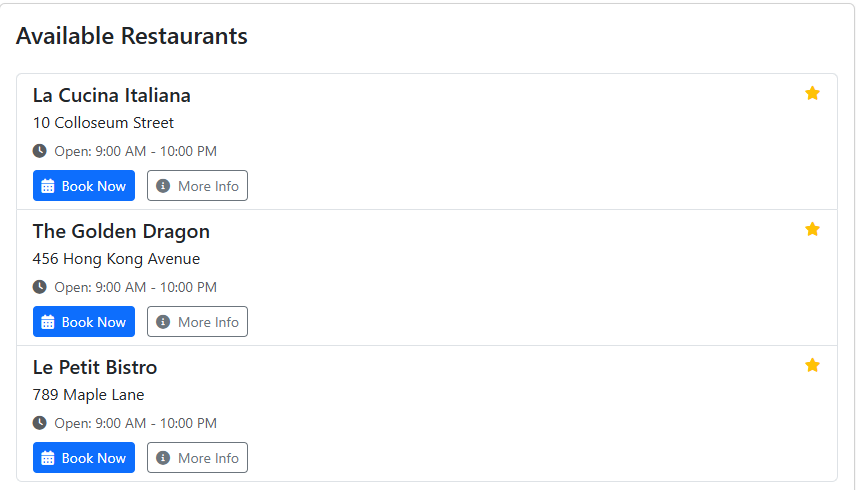 Available Restaurants
La Cucina Italiana
10 Colloseum Street
Open: 9:00 AM - 10:00 PM
Book Now More Info
The Golden Dragon
456 Hong Kong Avenue
Open: 9:00 AM - 10:00 PM
Book Now More Info
Le Petit Bistro
789 Maple Lane
Open: 9:00 AM - 10:00 PM
Book Now More Info